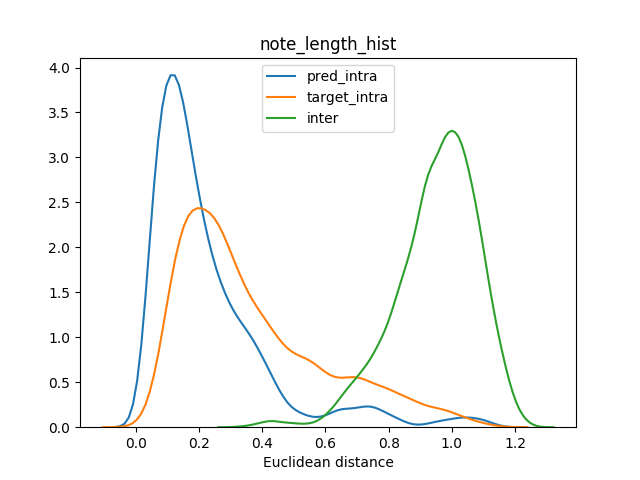 note_length_hist
pred_intra
target_intra
inter
4.0
3.5
3.0
2.5
2.0
1.5
1.0
0.5
0.0
0.0 0.2 0.4 0.6 0.8 1.0 1.2
Euclidean distance